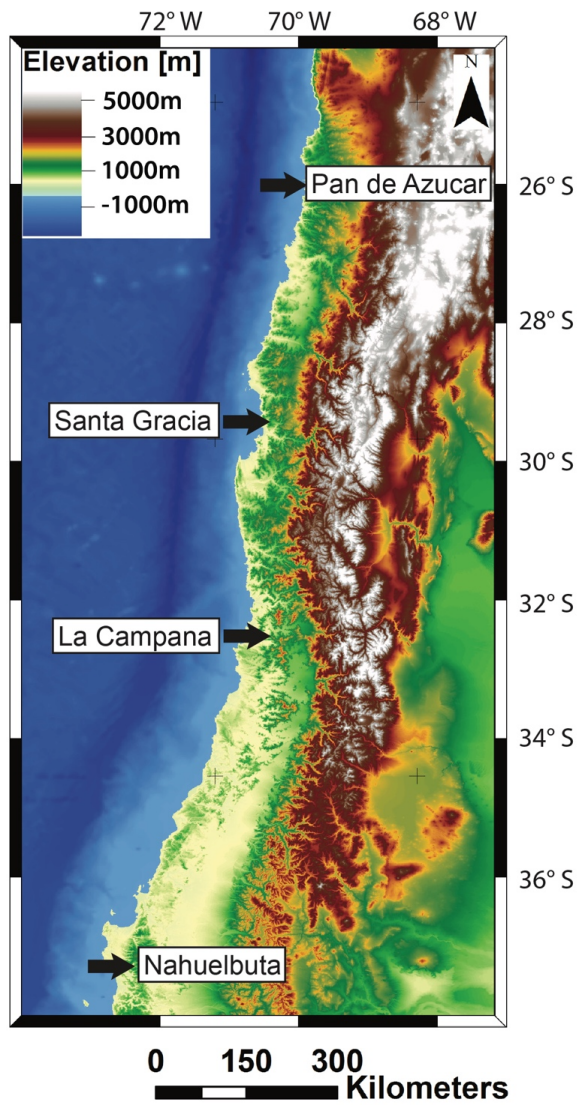 72° W 70° W 68° W
Elevation [m]
5000m
3000m
1000m
-1000m
N
Pan de Azucar
26° S
28° S
Santa Gracia
30° S
La Campana
32° S
34° S
36° S
Nahuelbuta
0 150 300
Kilometers